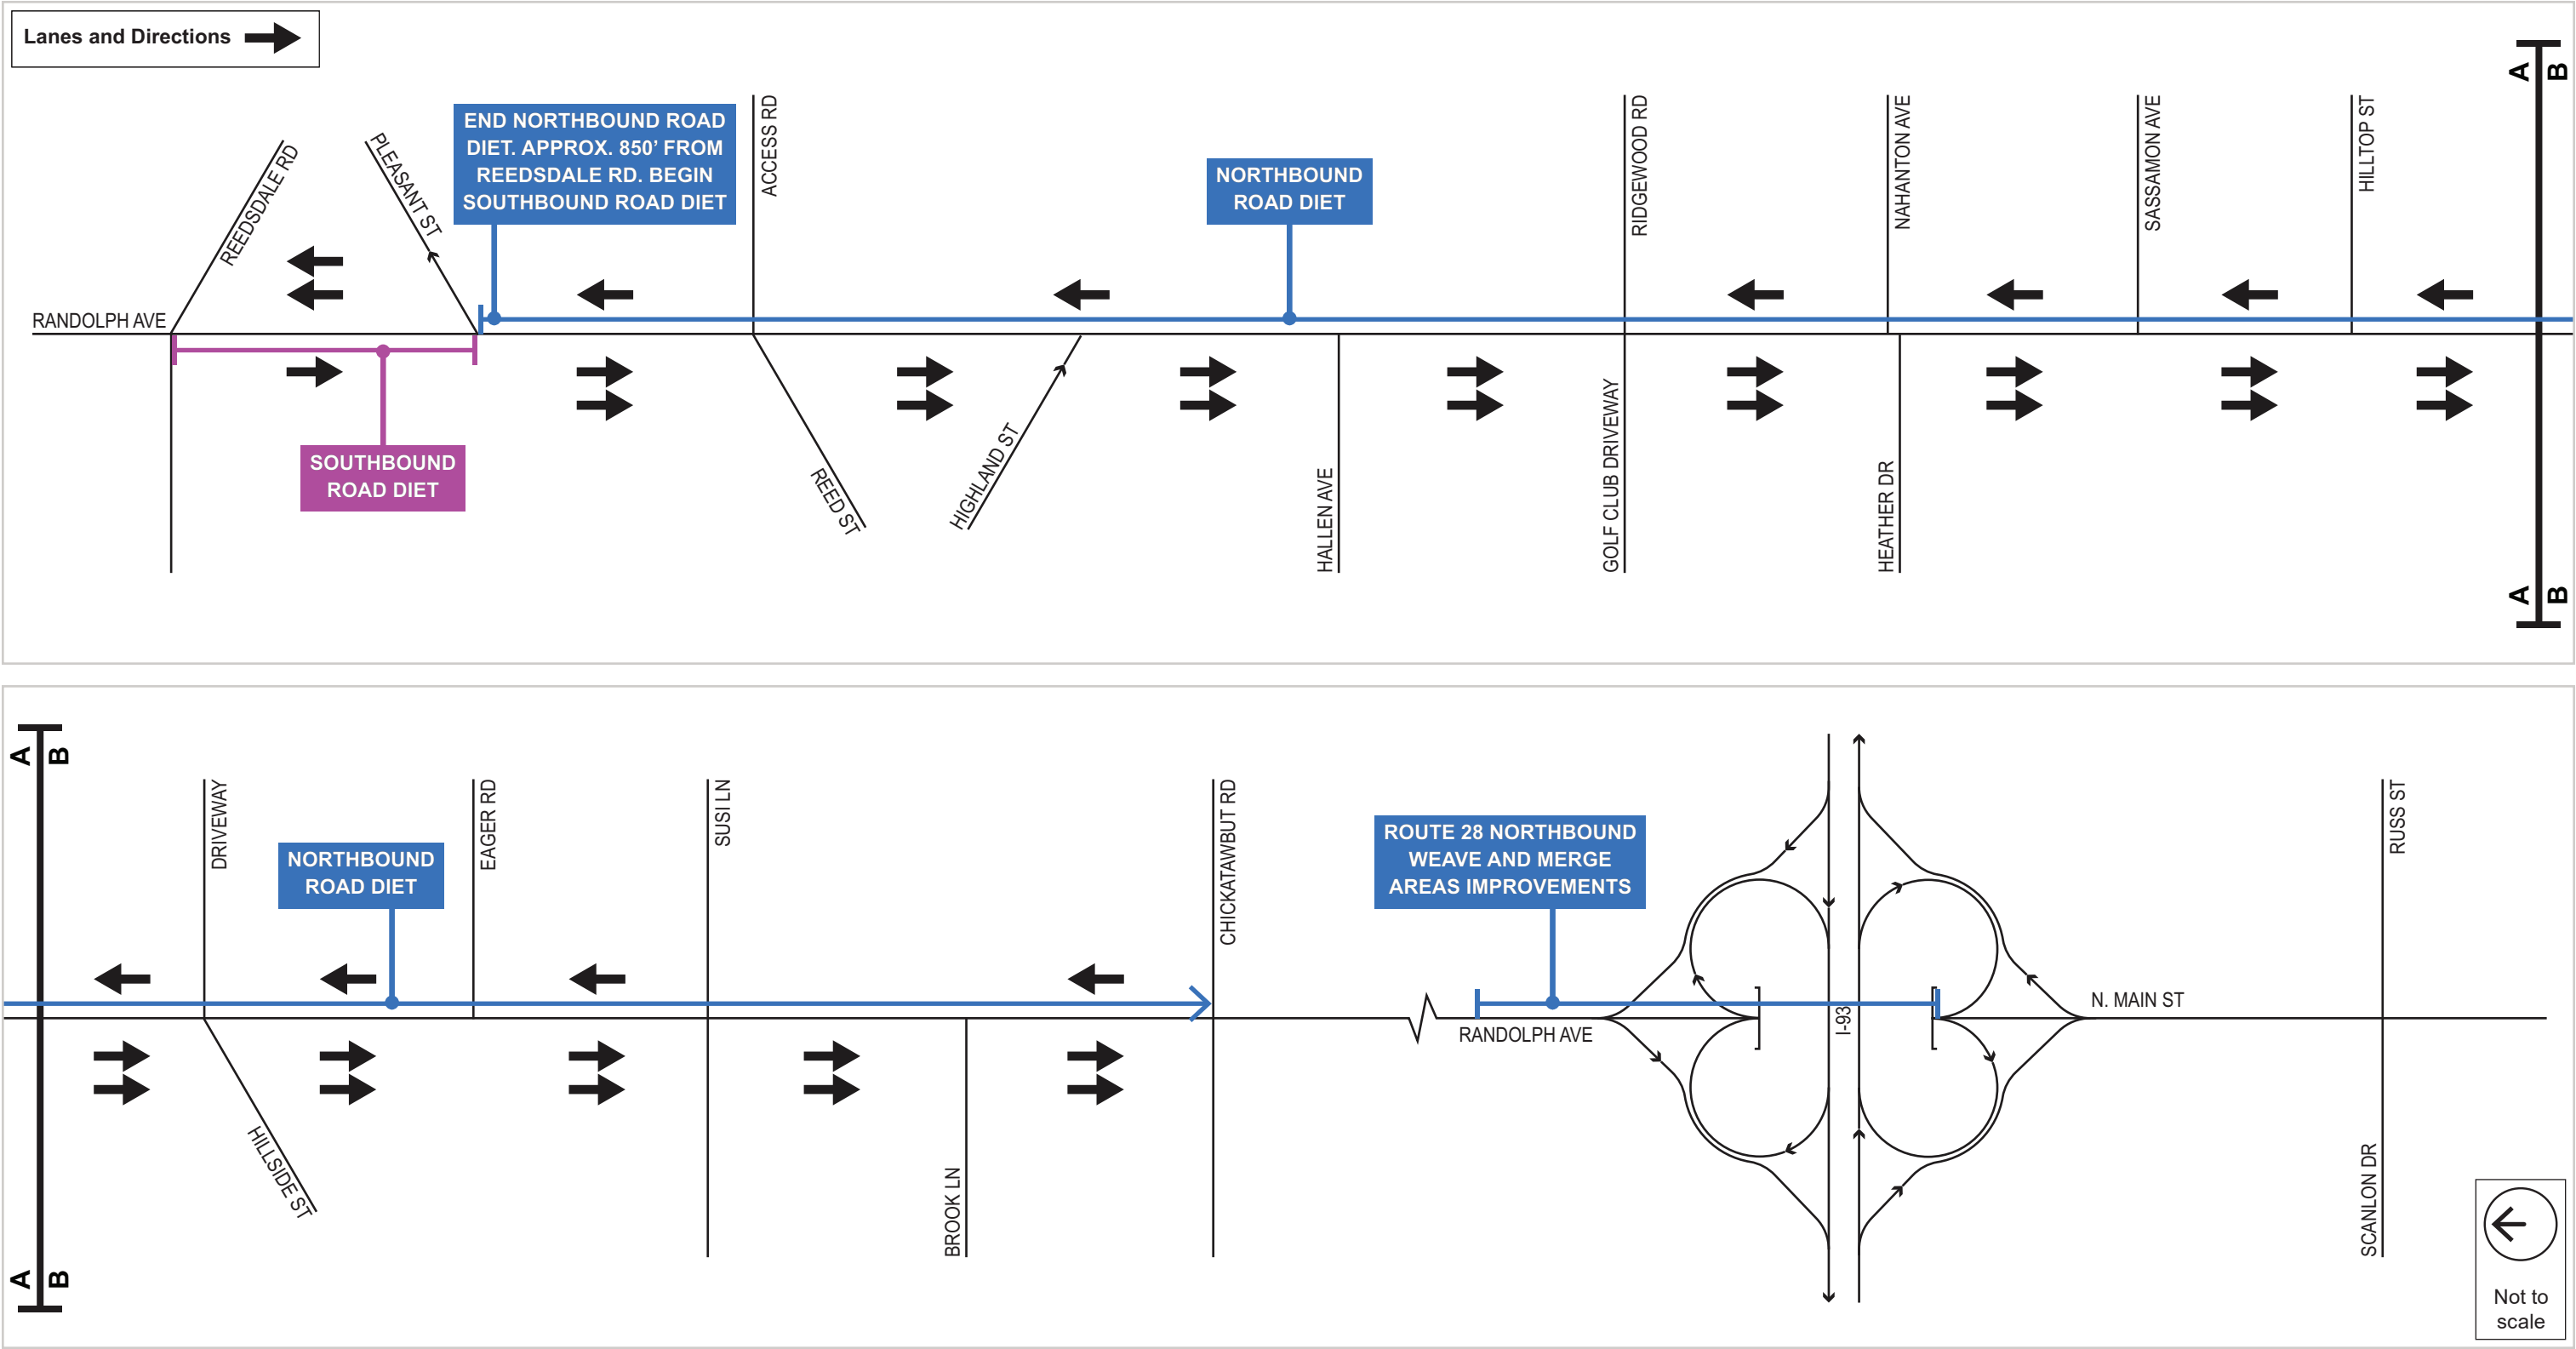 Lanes and Directions
A
B
END NORTHBOUND ROAD
DIET. APPROX. 850’ FROM
REEDSDALE RD. BEGIN
SOUTHBOUND ROAD DIET
ACCESS RD
RIDGEWOOD RD
NAHANTON AVE
SASSAMON AVE
HILLTOP ST
REEDSDALE RD
PLEASANT ST
NORTHBOUND
ROAD DIET
RANDOLPH AVE
SOUTHBOUND
ROAD DIET
REED ST
HIGHLAND ST
HALLEN AVE
GOLF CLUB DRIVEWAY
HEATHER DR
A
B
A
B
DRIVEWAY
EAGER RD
SUSI LN
CHICKATAWBUT RD
RUSS ST
NORTHBOUND
ROAD DIET
ROUTE 28 NORTHBOUND
WEAVE AND MERGE
AREAS IMPROVEMENTS
RANDOLPH AVE
I-93
N. MAIN ST
HILLSIDE ST
BROOK LN
SCANLON DR
A
B
Not to
scale